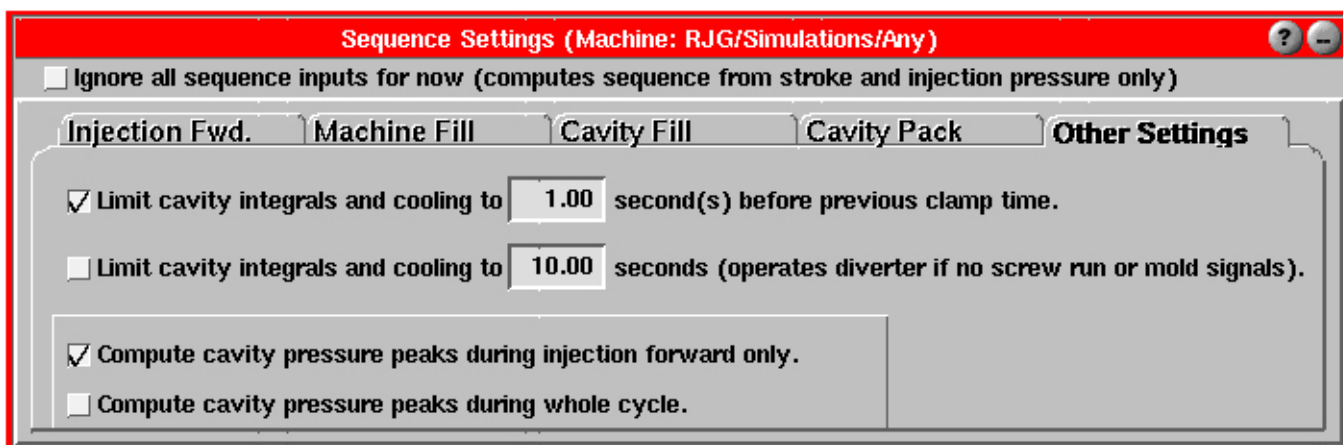 Sequence Settings (Machine: RJG/Simulations/Any) ? --
Ignore all sequence inputs for now (computes sequence from stroke and injection pressure only)
Injection Fwd. Machine Fill Cavity Fill Cavity Pack Other Settings
Limit cavity integrals and cooling to 1.00 second(s) before previous clamp time.
Limit cavity integrals and cooling to 10.00 seconds (operates diverter if no screw run or mold signals).
Compute cavity pressure peaks during injection forward only.
Compute cavity pressure peaks during whole cycle.